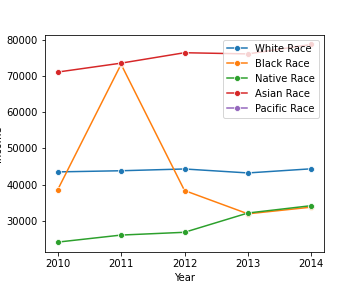 80000
70000
60000
50000
40000
30000
2010
2011
2012
2013
2014
Year
White Race
Black Race
Native Race
Asian Race
Pacific Race